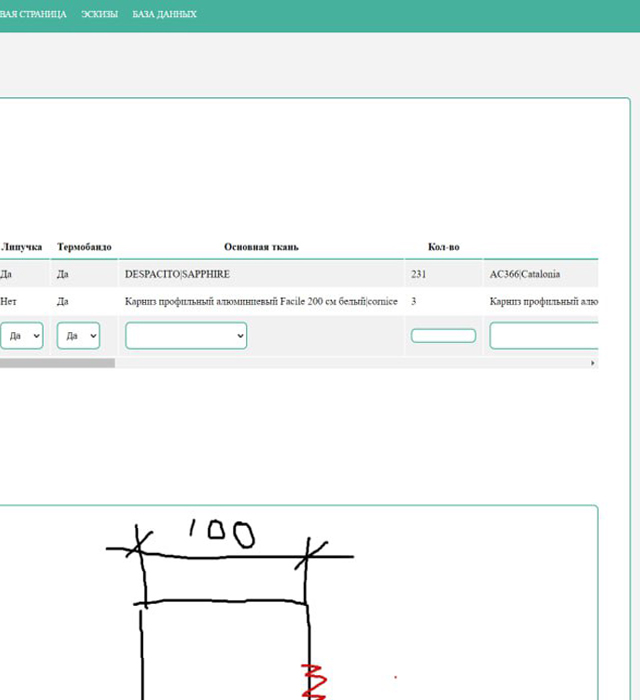 ВАЯ СТРАНИЦА ЭСКИЗЫ БАЗА ДАННЫХ
Липучка Термобандо Основная ткань Кол-во
Да Да DESPACITO|SAPPHIRE 231 AC366|Catalonia
Нет Да Карниз профильный алюминиевый Facile 200 см белый|cornice 3 Карниз профильный алю
Да Да
100